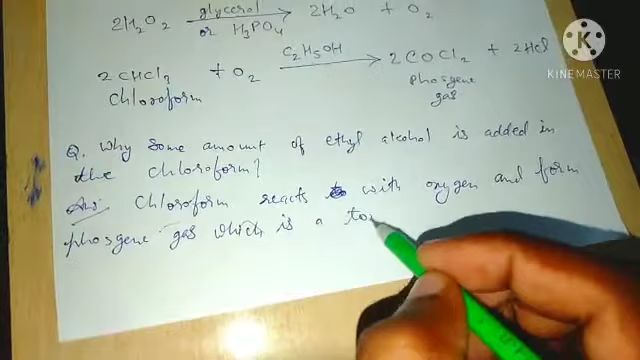 2H2O2 glycerol or H3PO4 → 2H2O + O2
2CHCl3 + O2 C2H5OH → 2COCl2 + 2HCl
Chloroform phosgene gas
Q. Why some amount of ethyl alcohol is added in
the chloroform?
Ans: Chloroform reacts with oxygen and form
phosgene gas which is a to
KINEMASTER